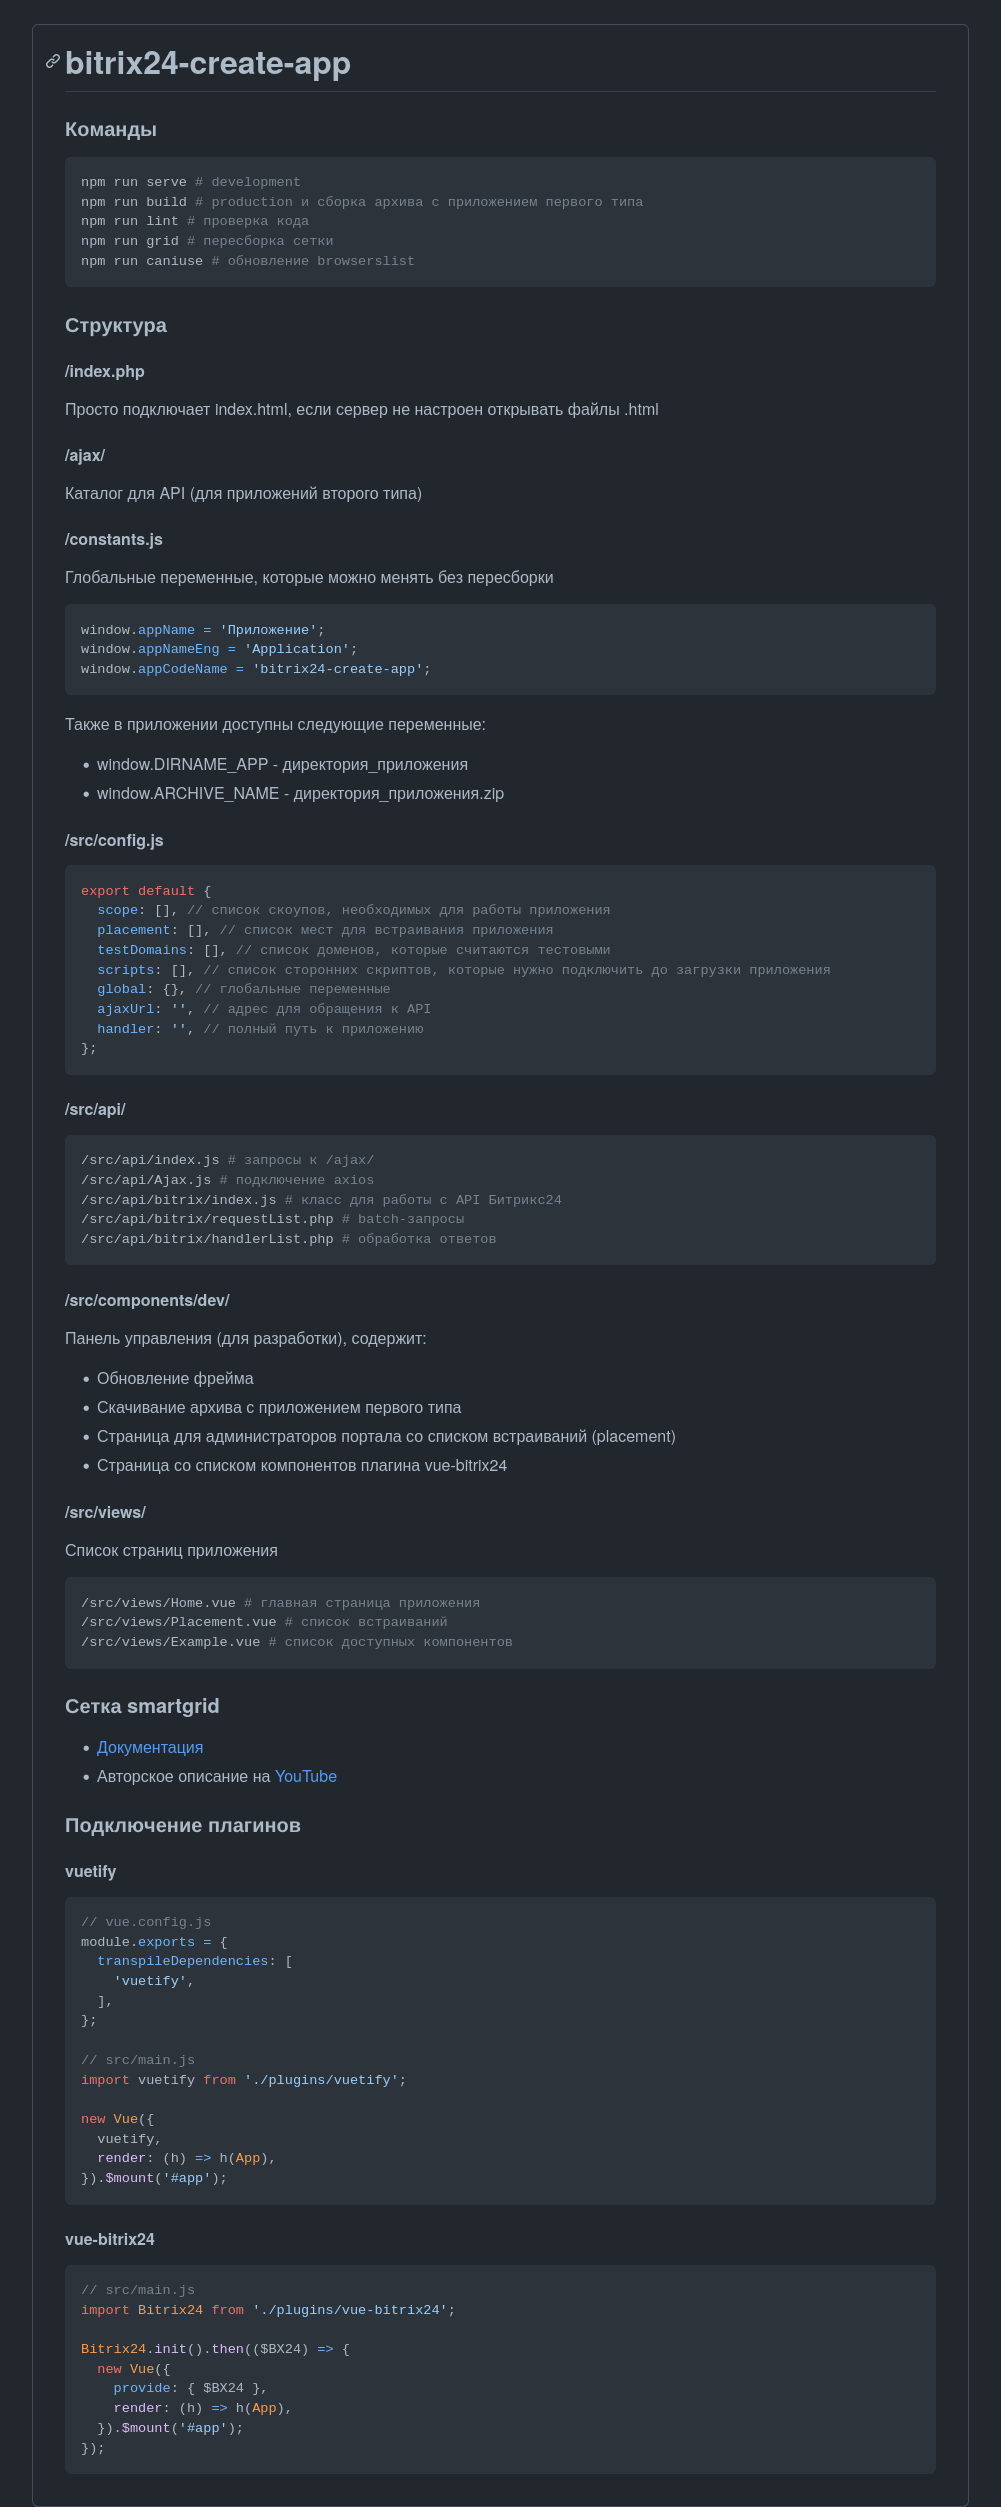 bitrix24-create-app
Команды
npm run serve # development
npm run build # production и сборка архива с приложением первого типа
npm run lint # проверка кода
npm run grid # пересборка сетки
npm run caniuse # обновление browserslist
Структура
/index.php
Просто подключает index.html, если сервер не настроен открывать файлы .html
/ajax/
Каталог для API (для приложений второго типа)
/constants.js
Глобальные переменные, которые можно менять без пересборки
window.appName = 'Приложение';
window.appNameEng = 'Application';
window.appCodeName = 'bitrix24-create-app';
Также в приложении доступны следующие переменные:
• window.DIRNAME_APP - директория_приложения
• window.ARCHIVE_NAME - директория_приложения.zip
/src/config.js
export default {
  scope: [], // список скоупов, необходимых для работы приложения
  placement: [], // список мест для встраивания приложения
  testDomains: [], // список доменов, которые считаются тестовыми
  scripts: [], // список сторонних скриптов, которые нужно подключить до загрузки приложения
  global: {}, // глобальные переменные
  ajaxUrl: '', // адрес для обращения к API
  handler: '', // полный путь к приложению
};
/src/api/
/src/api/index.js # запросы к /ajax/
/src/api/Ajax.js # подключение axios
/src/api/bitrix/index.js # класс для работы с API Битрикс24
/src/api/bitrix/requestList.php # batch-запросы
/src/api/bitrix/handlerList.php # обработка ответов
/src/components/dev/
Панель управления (для разработки), содержит:
• Обновление фрейма
• Скачивание архива с приложением первого типа
• Страница для администраторов портала со списком встраиваний (placement)
• Страница со списком компонентов плагина vue-bitrix24
/src/views/
Список страниц приложения
/src/views/Home.vue # главная страница приложения
/src/views/Placement.vue # список встраиваний
/src/views/Example.vue # список доступных компонентов
Сетка smartgrid
• Документация
• Авторское описание на YouTube
Подключение плагинов
vuetify
// vue.config.js
module.exports = {
  transpileDependencies: [
    'vuetify',
  ],
};
// src/main.js
import vuetify from './plugins/vuetify';
new Vue({
  vuetify,
  render: (h) => h(App),
}).$mount('#app');
vue-bitrix24
// src/main.js
import Bitrix24 from './plugins/vue-bitrix24';
Bitrix24.init().then(($BX24) => {
  new Vue({
    provide: { $BX24 },
    render: (h) => h(App),
  }).$mount('#app');
});